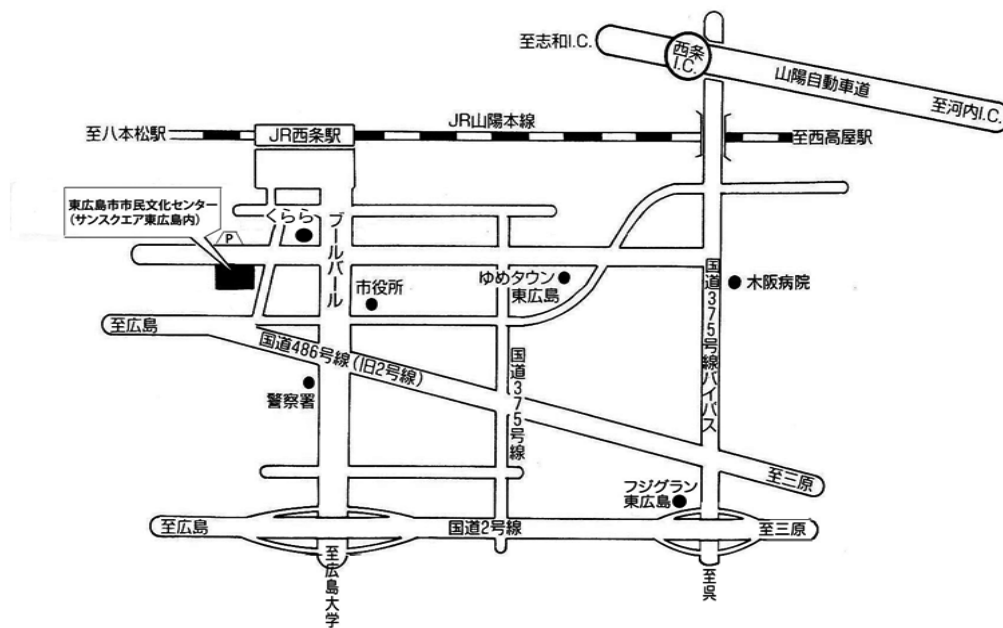 至志和I.C.
西条
I.C.
山陽自動車道
至河内I.C.
JR山陽本線
至八本松駅
JR西条駅
至西高屋駅
東広島市市民文化センター
（サンスクエア東広島内）
くらら
P
ブールバール
市役所
ゆめタウン
東広島
国道375号線バイパス
木阪病院
至広島
国道486号線（旧2号線）
国道375号線
警察署
至三原
フジグラン
東広島
至広島
国道2号線
至三原
至広島大学
至呉